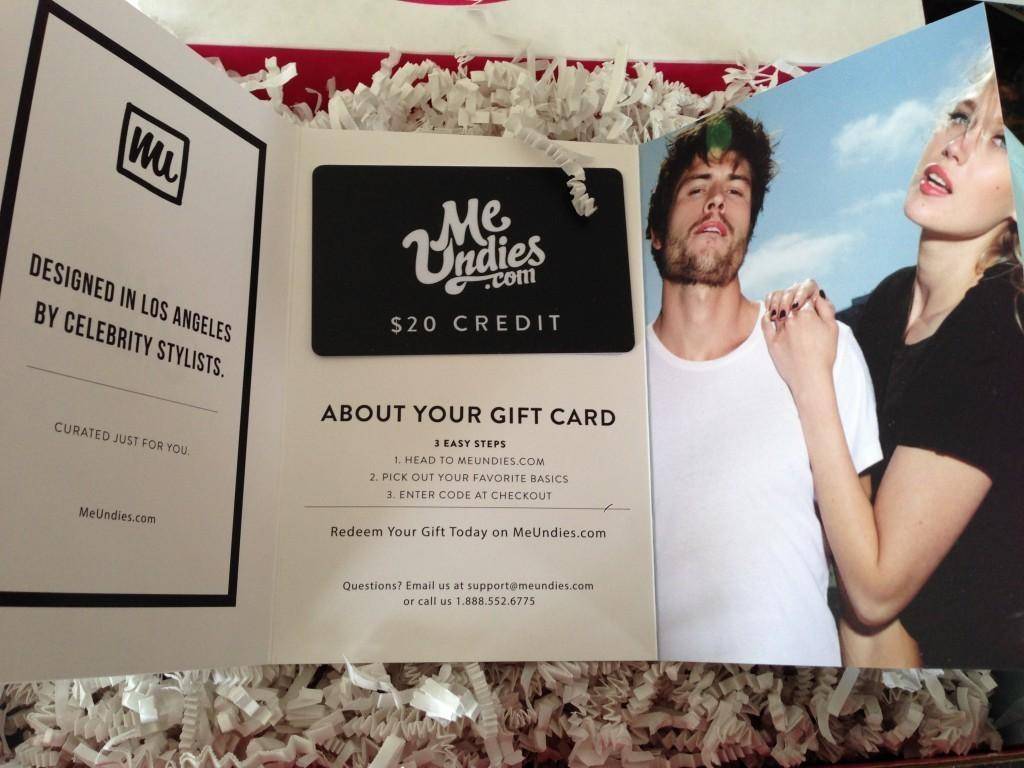 mu
DESIGNED IN LOS ANGELES
BY CELEBRITY STYLISTS.
CURATED JUST FOR YOU.
MeUndies.com
Me
Undies
.com
$20 CREDIT
ABOUT YOUR GIFT CARD
3 EASY STEPS
1. HEAD TO MEUNDIES.COM
2. PICK OUT YOUR FAVORITE BASICS
3. ENTER CODE AT CHECKOUT
Redeem Your Gift Today on MeUndies.com
Questions? Email us at support@meundies.com
or call us 1.888.552.6775